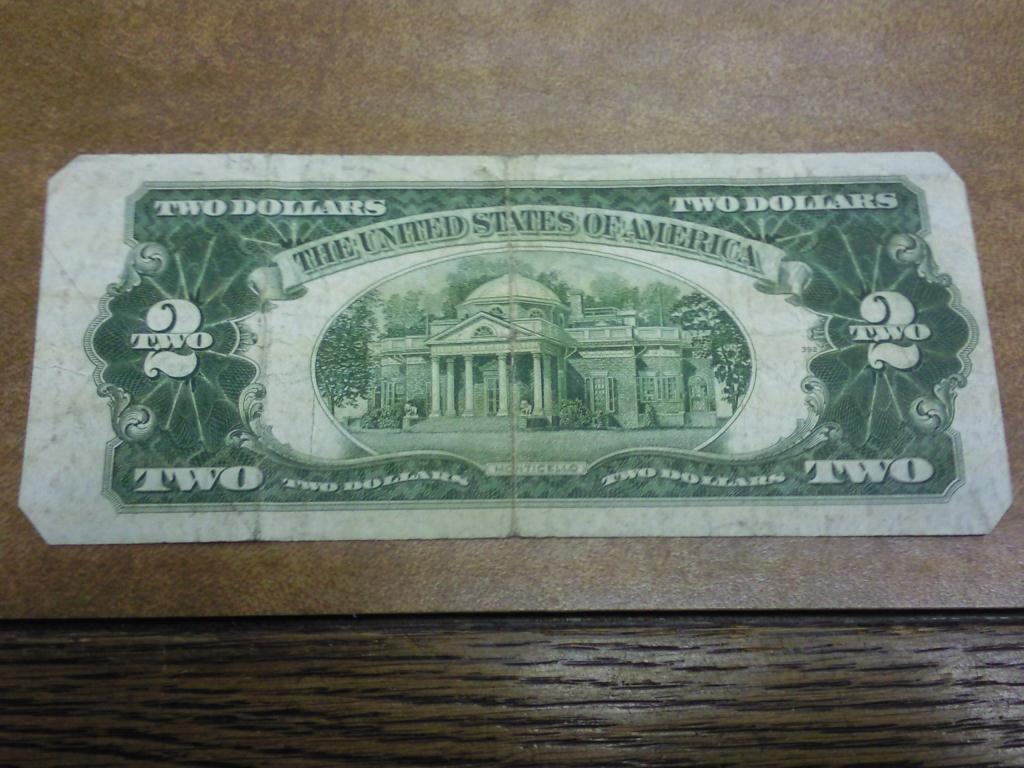 TWO DOLLARS TWO DOLLARS
THE UNITED STATES OF AMERICA
2 2
TWO TWO
MONTICELLO
TWO TWO DOLLARS TWO DOLLARS TWO